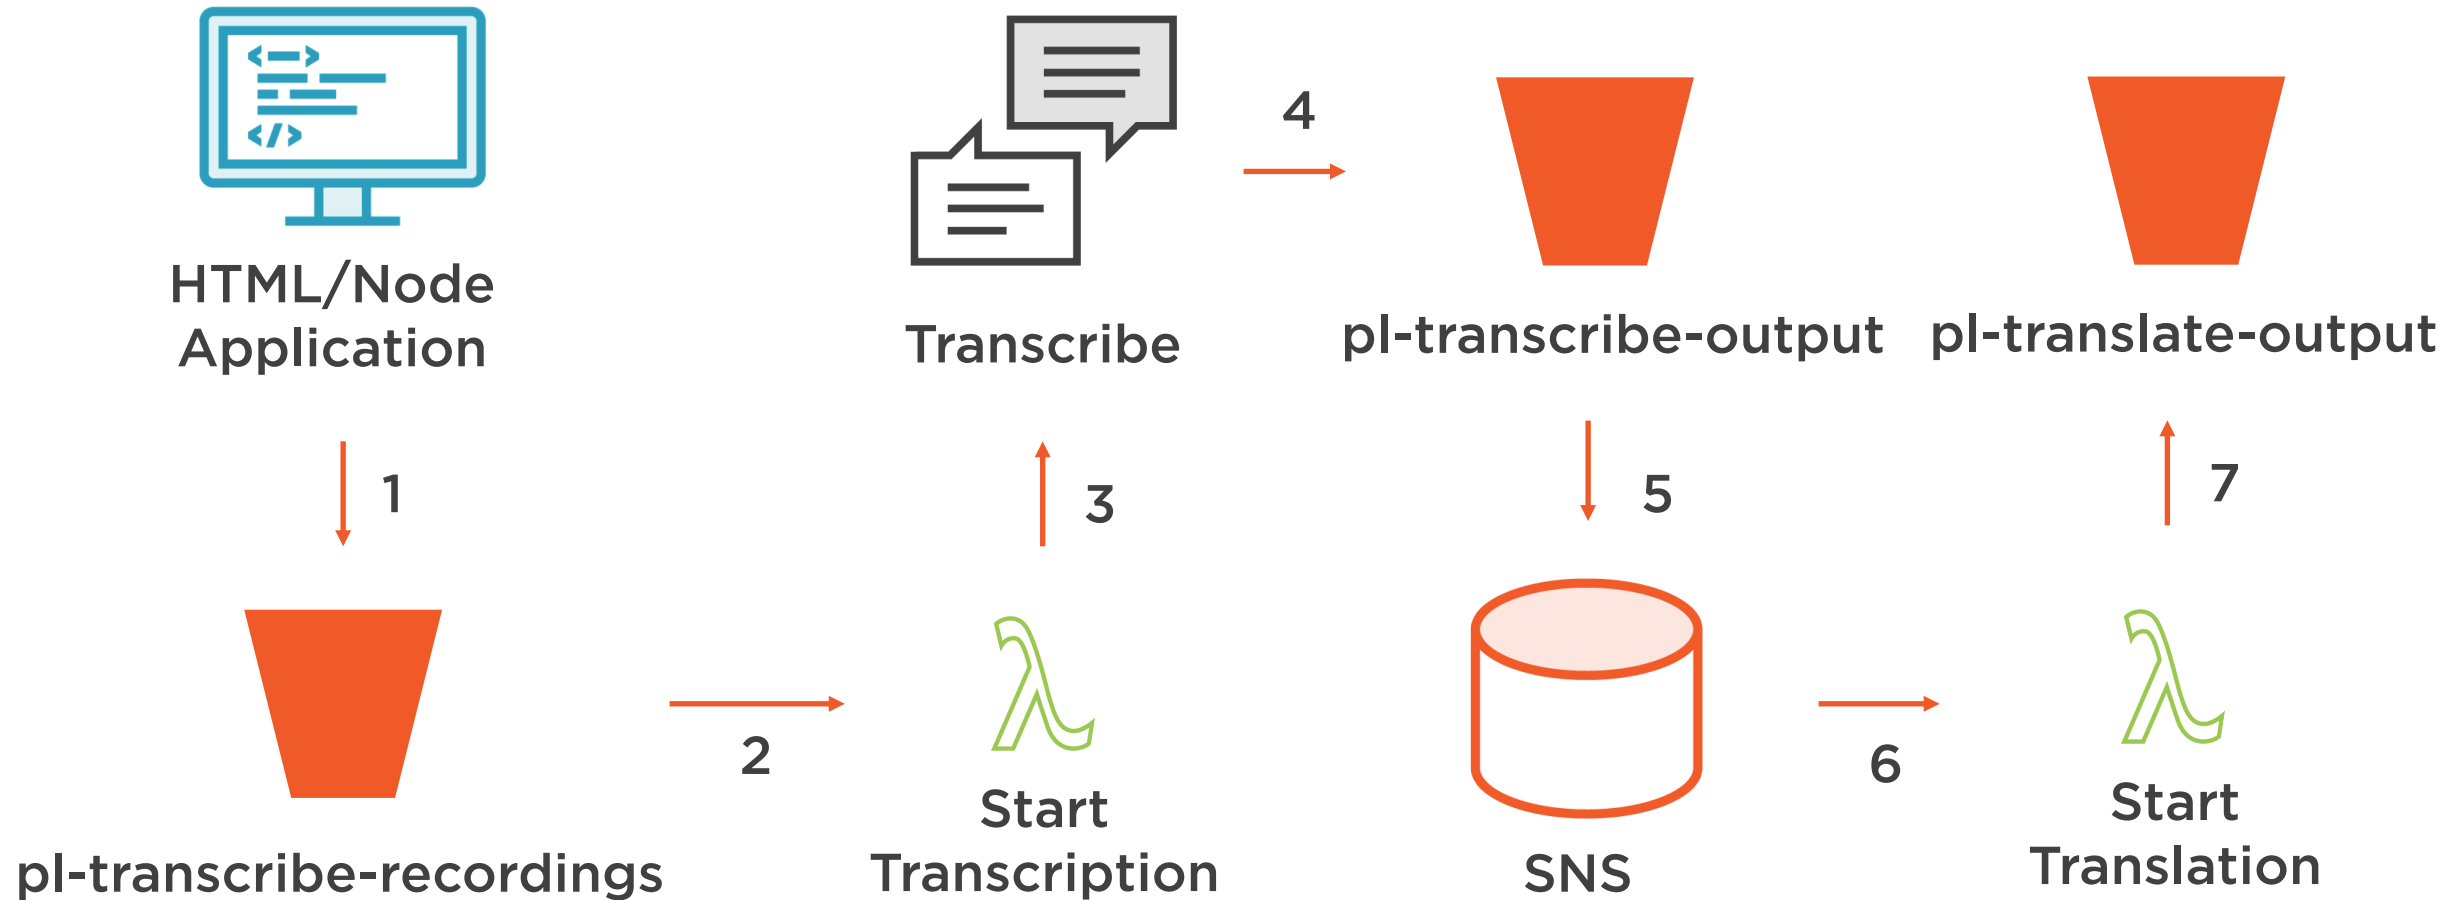 HTML/Node
Application
1
pl-transcribe-recordings
2
Start
Transcription
3
Transcribe
4
pl-transcribe-output
5
SNS
6
Start
Translation
7
pl-translate-output